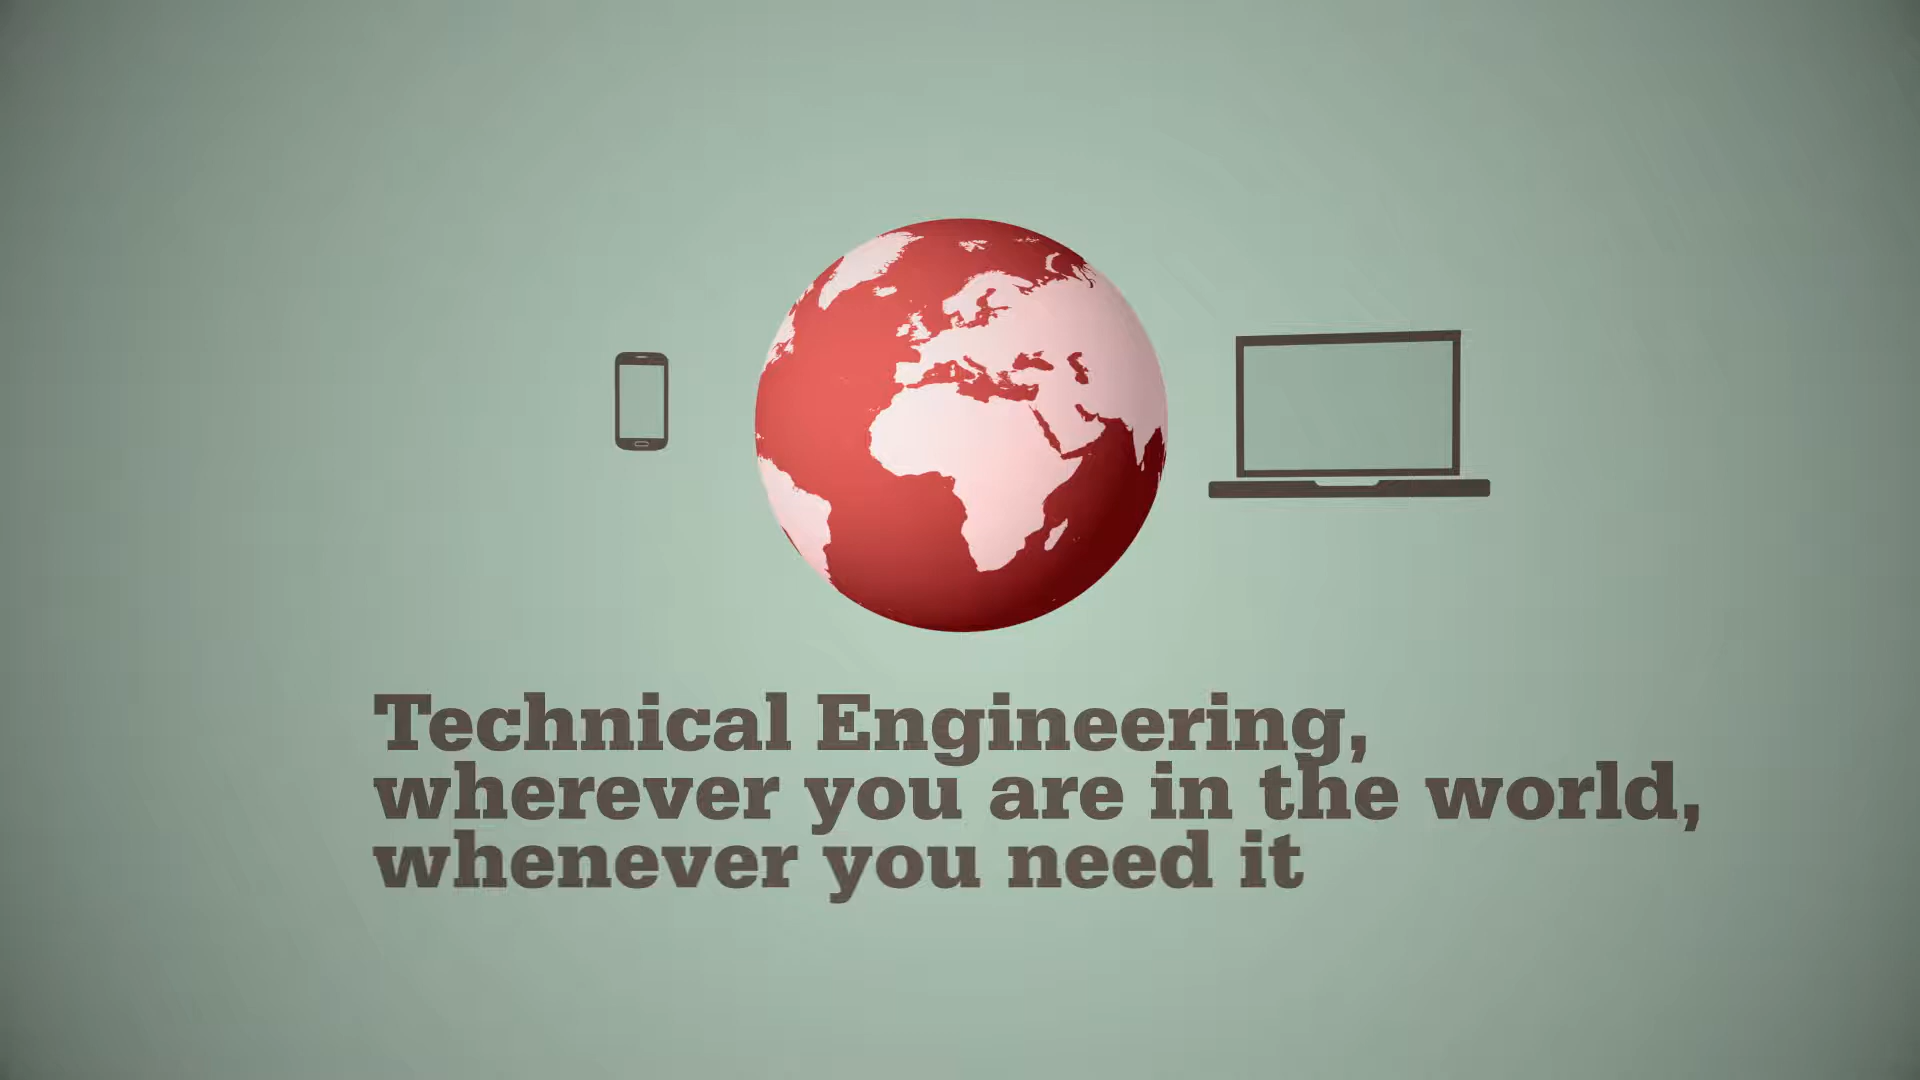 Technical Engineering,
wherever you are in the world,
whenever you need it